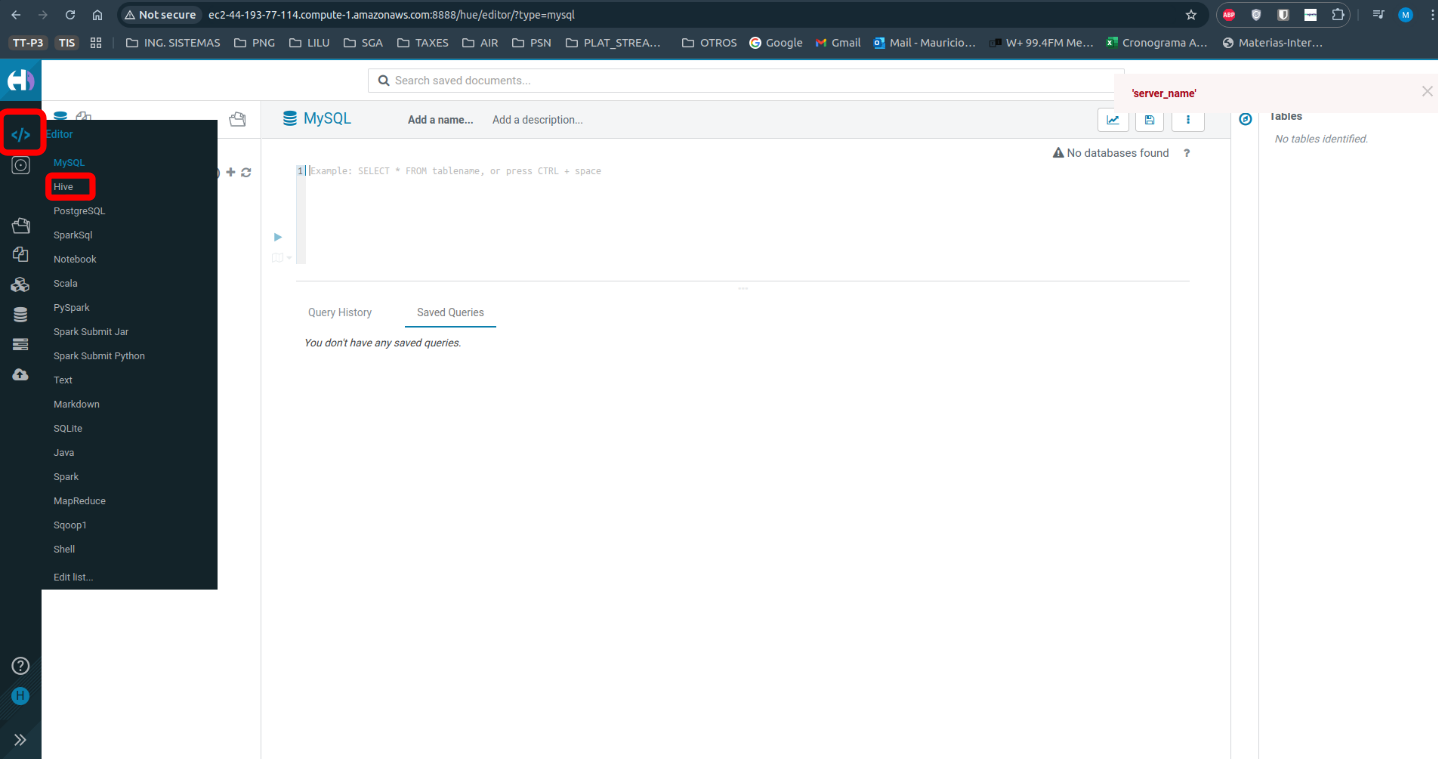 Not secure ec2-44-193-77-114.compute-1.amazonaws.com:8888/hue/editor/?type=mysql ABP M
TT-P3 TIS ING. SISTEMAS PNG LILU SGA TAXES AIR PSN PLAT_STREA... OTROS Google Gmail Mail - Mauricio... W+ 99.4FM Me... Cronograma A... Materias-Inter...
Search saved documents...
'server_name'
MySQL Add a name... Add a description...
Tables
No tables identified.
No databases found ?
1 Example: SELECT * FROM tablename, or press CTRL + space
Query History Saved Queries
You don't have any saved queries.
</> Editor
MySQL
Hive
PostgreSQL
SparkSql
Notebook
Scala
PySpark
Spark Submit Jar
Spark Submit Python
Text
Markdown
SQLite
Java
Spark
MapReduce
Sqoop1
Shell
Edit list...
?
H